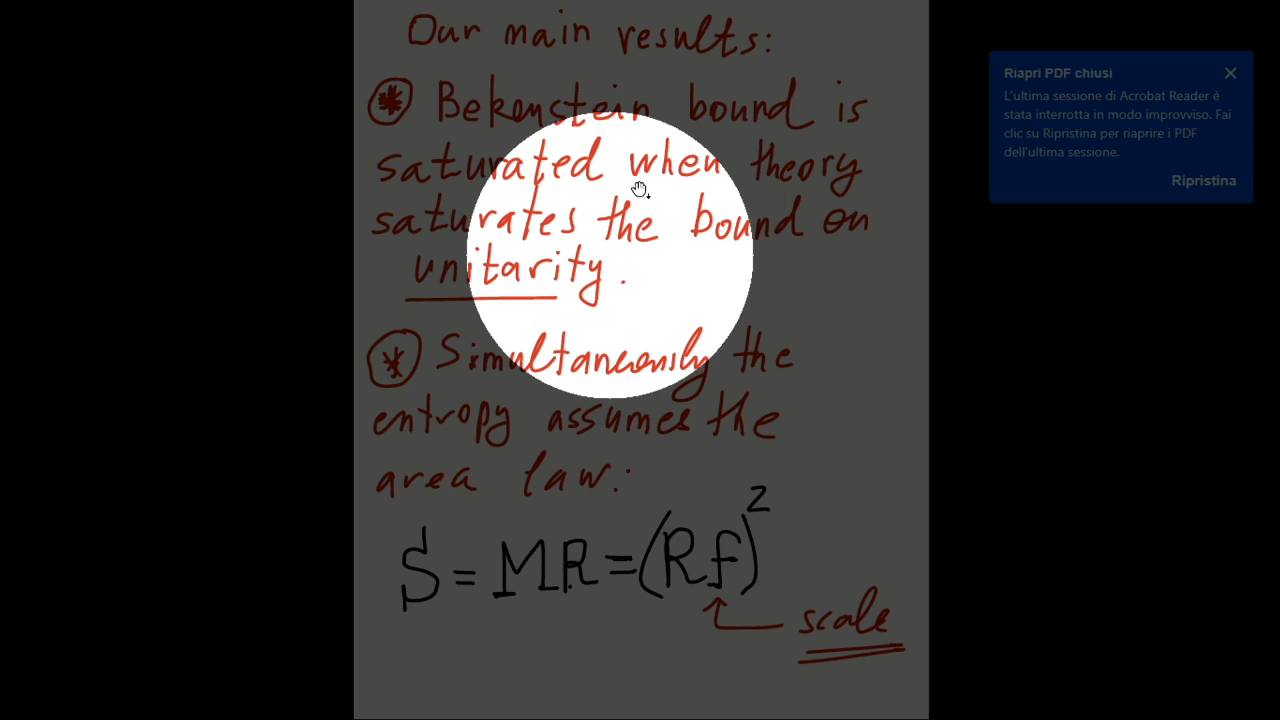 Our main results:
* Bekenstein bound is
saturated when theory
saturates the bound on
unitarity.
* Simultaneously the
entropy assumes the
area law:
S = MR = (Rf)²
scale
Riapri PDF chiusi
L'ultima sessione di Acrobat Reader è
stata interrotta in modo improvviso. Fai
clic su Ripristina per riaprire i PDF
dell'ultima sessione.
Ripristina